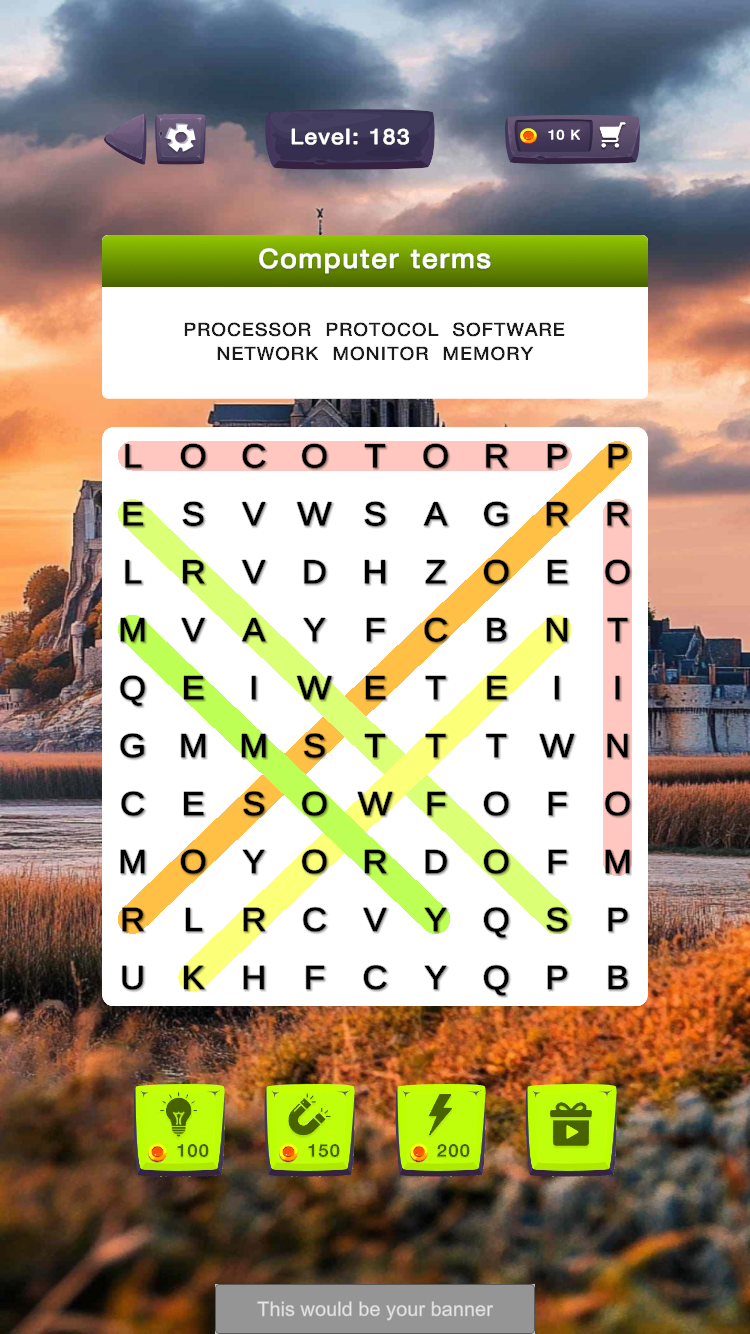 Level: 183
10 K
Computer terms
PROCESSOR PROTOCOL SOFTWARE
NETWORK MONITOR MEMORY
L O C O T O R P P
E S V W S A G R R
L R V D H Z O E O
M V A Y F C B N T
Q E I W E T E I I
G M M S T T T W N
C E S O W F O F O
M O Y O R D O F M
R L R C V Y Q S P
U K H F C Y Q P B
100 150 200
This would be your banner